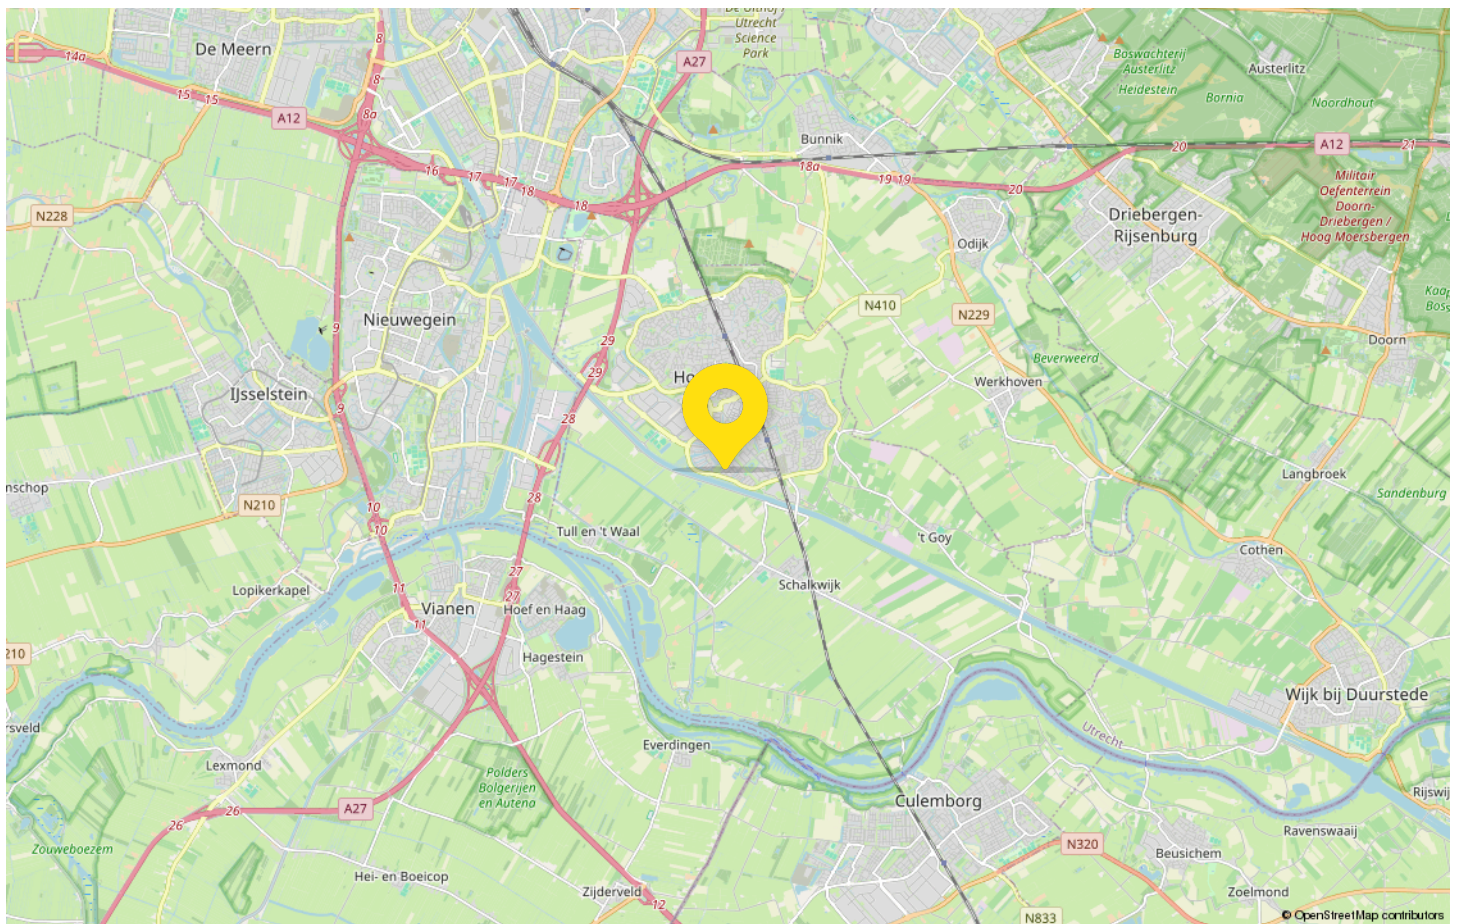 De Uithof /
Utrecht
Science
Park
De Meern
8
14a
A27
Boswachterij
Austerlitz
Austerlitz
8
Heidestein
Bornia
Noordhout
15
15
8a
A12
Bunnik
A12
20
21
16
17
17
18
18
18a
19
19
20
Militair
Oefenterrein
Doorn-
Driebergen /
Hoog Moersbergen
N228
Driebergen-
Rijsenburg
Odijk
N410
N229
Nieuwegein
9
29
29
Doorn
Beverweerd
Werkhoven
Ho
IJsselstein
9
28
Langbroek
Sandenburg
nschop
N210
28
10
10
Tull en 't Waal
't Goy
Cothen
Lopikerkapel
11
27
27
Schalkwijk
Vianen
Hoef en Haag
11
210
Hagestein
Wijk bij Duurstede
rsveld
Everdingen
Utrecht
Lexmond
Polders
Bolgerijen
en Autena
26
26
A27
Culemborg
Rijswij
Ravenswaaij
Zouweboezem
N320
Beusichem
Hei- en Boeicop
Zijderveld
12
Zoelmond
N833
© OpenStreetMap contributors